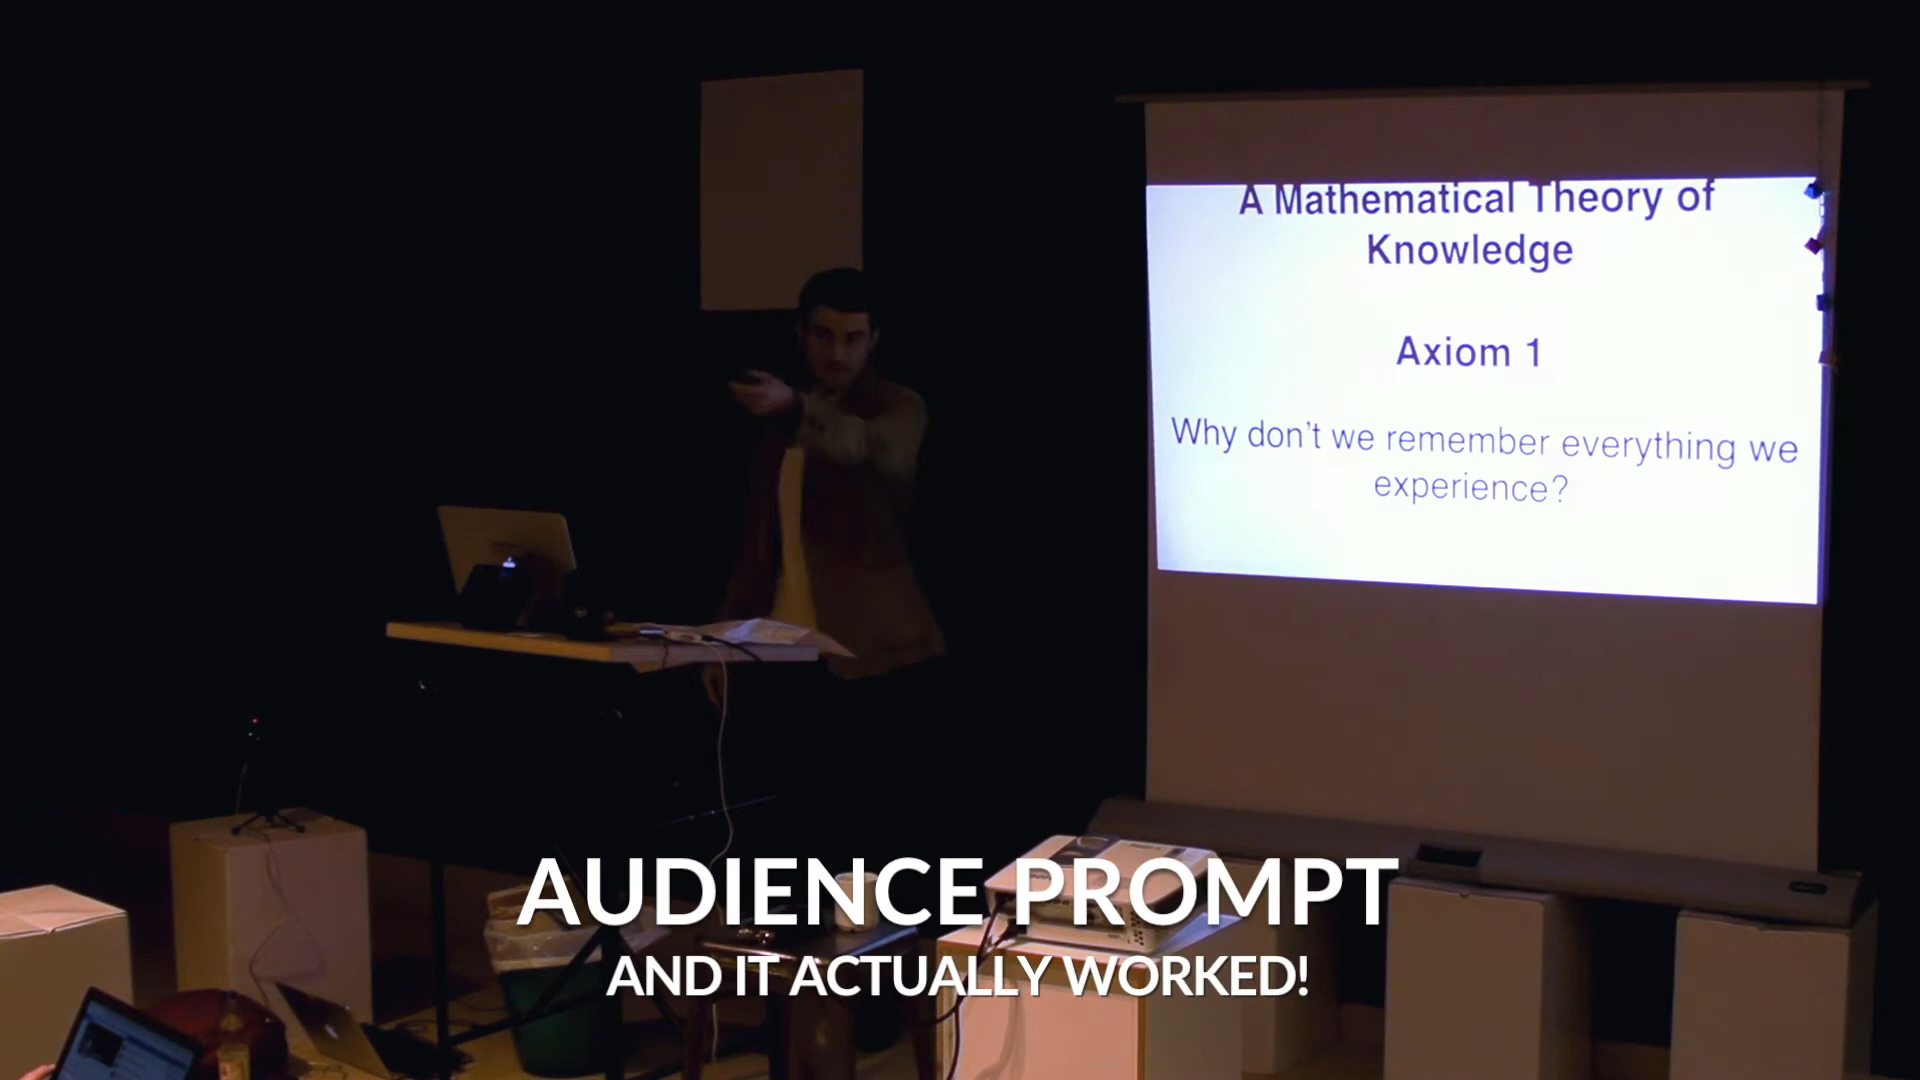 A Mathematical Theory of
Knowledge
Axiom 1
Why don't we remember everything we
experience?
AUDIENCE PROMPT
AND IT ACTUALLY WORKED!